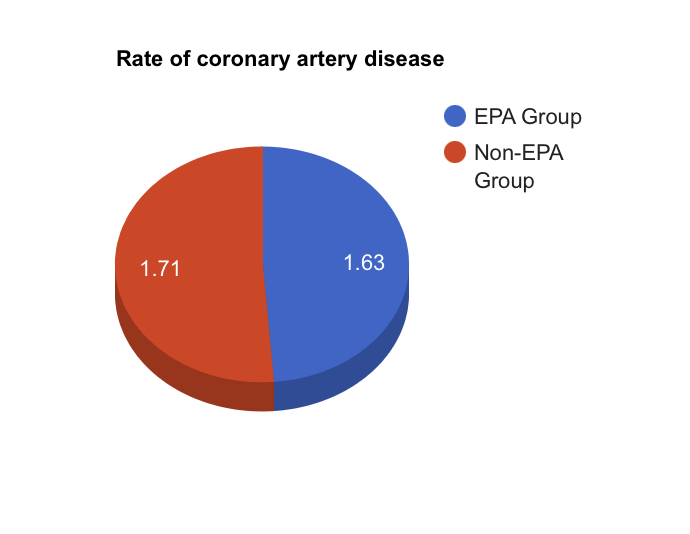 Rate of coronary artery disease
EPA Group
Non-EPA
Group
1.71
1.63